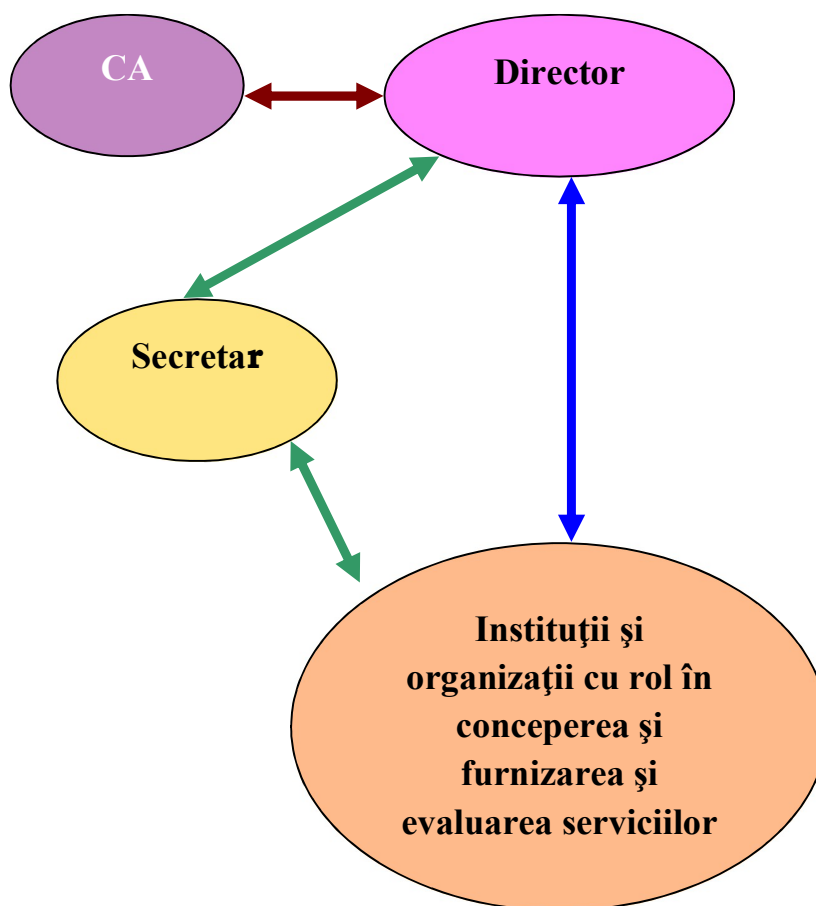 CA
Director
Secretar
Instituţii şi
organizaţii cu rol în
conceperea şi
furnizarea şi
evaluarea serviciilor